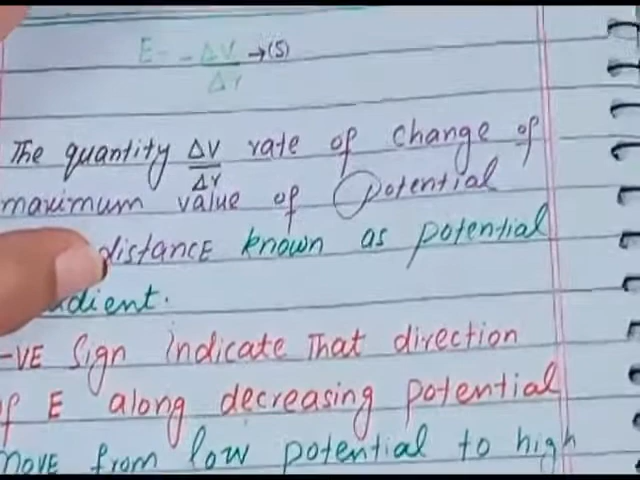 E = -ΔV/Δr →(5)
The quantity ΔV/Δr rate of change of
maximum value of potential
distance known as potential
dient.
-VE Sign indicate That direction
of E along decreasing potential
move from low potential to high